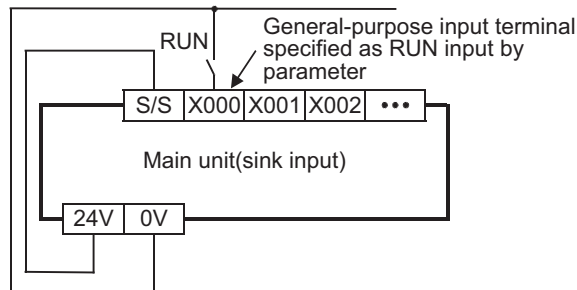 RUN
General-purpose input terminal
specified as RUN input by
parameter
S/S X000 X001 X002 •••
Main unit(sink input)
24V 0V